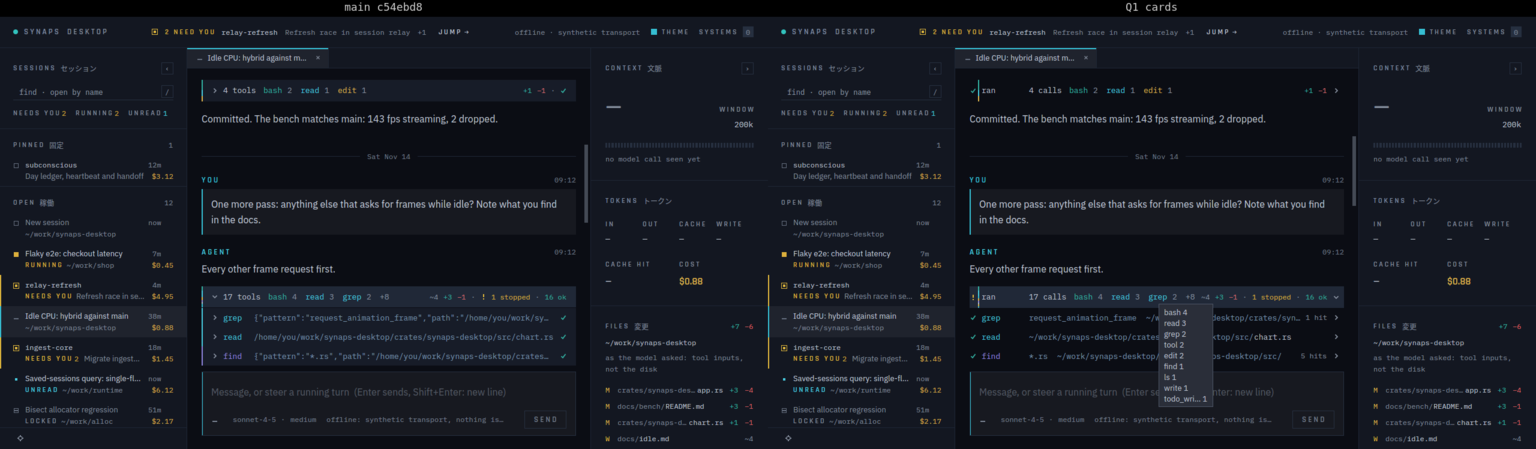 main c54ebd8
SYNAPS DESKTOP
2 NEED YOU relay-refresh Refresh race in session relay +1 JUMP →
offline · synthetic transport THEME SYSTEMS 0
SESSIONS セッション
find · open by name /
NEEDS YOU 2 RUNNING 2 UNREAD 1
PINNED 固定 1
subconscious 12m
Day ledger, heartbeat and handoff $3.12
OPEN 稼働 12
New session now
~/work/synaps-desktop
Flaky e2e: checkout latency 7m
RUNNING ~/work/shop $0.45
relay-refresh 4m
NEEDS YOU Refresh race in se... $4.95
Idle CPU: hybrid against main 38m
~/work/synaps-desktop $0.88
ingest-core 18m
NEEDS YOU 2 Migrate ingest... $1.45
Saved-sessions query: single-fl... now
UNREAD ~/work/runtime $6.12
Bisect allocator regression 51m
LOCKED ~/work/alloc $2.17
Idle CPU: hybrid against m... ×
4 tools bash 2 read 1 edit 1 +1 -1 · ✓
Committed. The bench matches main: 143 fps streaming, 2 dropped.
Sat Nov 14
YOU 09:12
One more pass: anything else that asks for frames while idle? Note what you find
in the docs.
AGENT 09:12
Every other frame request first.
17 tools bash 4 read 3 grep 2 +8 ~4 +3 -1 · ! 1 stopped · 16 ok
grep {"pattern":"request_animation_frame","path":"/home/you/work/sy... ✓
read /home/you/work/synaps-desktop/crates/synaps-desktop/src/chart.rs ✓
find {"pattern":"*.rs","path":"/home/you/work/synaps-desktop/crates... ✓
Message, or steer a running turn (Enter sends, Shift+Enter: new line)
sonnet-4-5 · medium offline: synthetic transport, nothing is... SEND
CONTEXT 文脈
—
WINDOW
200k
no model call seen yet
TOKENS トークン
IN OUT CACHE WRITE
– – – –
CACHE HIT COST
– $0.88
FILES 変更 +7 -6
~/work/synaps-desktop
as the model asked: tool inputs,
not the disk
M crates/synaps-des… app.rs +3 -4
M docs/bench/README.md +3 -1
M crates/synaps-d… chart.rs +1 -1
W docs/idle.md ~4
Q1 cards
SYNAPS DESKTOP
2 NEED YOU relay-refresh Refresh race in session relay +1 JUMP →
offline · synthetic transport THEME SYSTEMS 0
SESSIONS セッション
find · open by name /
NEEDS YOU 2 RUNNING 2 UNREAD 1
PINNED 固定 1
subconscious 12m
Day ledger, heartbeat and handoff $3.12
OPEN 稼働 12
New session now
~/work/synaps-desktop
Flaky e2e: checkout latency 7m
RUNNING ~/work/shop $0.45
relay-refresh 4m
NEEDS YOU Refresh race in se... $4.95
Idle CPU: hybrid against main 38m
~/work/synaps-desktop $0.88
ingest-core 18m
NEEDS YOU 2 Migrate ingest... $1.45
Saved-sessions query: single-fl... now
UNREAD ~/work/runtime $6.12
Bisect allocator regression 51m
LOCKED ~/work/alloc $2.17
Idle CPU: hybrid against m... ×
✓ ran 4 calls bash 2 read 1 edit 1 +1 -1
Committed. The bench matches main: 143 fps streaming, 2 dropped.
Sat Nov 14
YOU 09:12
One more pass: anything else that asks for frames while idle? Note what you find
in the docs.
AGENT 09:12
Every other frame request first.
! ran 17 calls bash 4 read 3 grep 2 +8 ~4 +3 -1 · 1 stopped · 16 ok
✓ grep request_animation_frame ~/w ds-desktop/crates/syn… 1 hit
✓ read ~/work/synaps-desktop/crates ps-desktop/src/chart.rs
✓ find *.rs ~/work/synaps-desktop/c ps-desktop/src/ 5 hits
bash 4
read 3
grep 2
tool 2
edit 2
find 1
ls 1
write 1
todo_wri... 1
Message, or steer a running turn (Enter se nter: new line)
sonnet-4-5 · medium offline: synthetic transport, nothing is... SEND
CONTEXT 文脈
—
WINDOW
200k
no model call seen yet
TOKENS トークン
IN OUT CACHE WRITE
– – – –
CACHE HIT COST
– $0.88
FILES 変更 +7 -6
~/work/synaps-desktop
as the model asked: tool inputs,
not the disk
M crates/synaps-des… app.rs +3 -4
M docs/bench/README.md +3 -1
M crates/synaps-d… chart.rs +1 -1
W docs/idle.md ~4